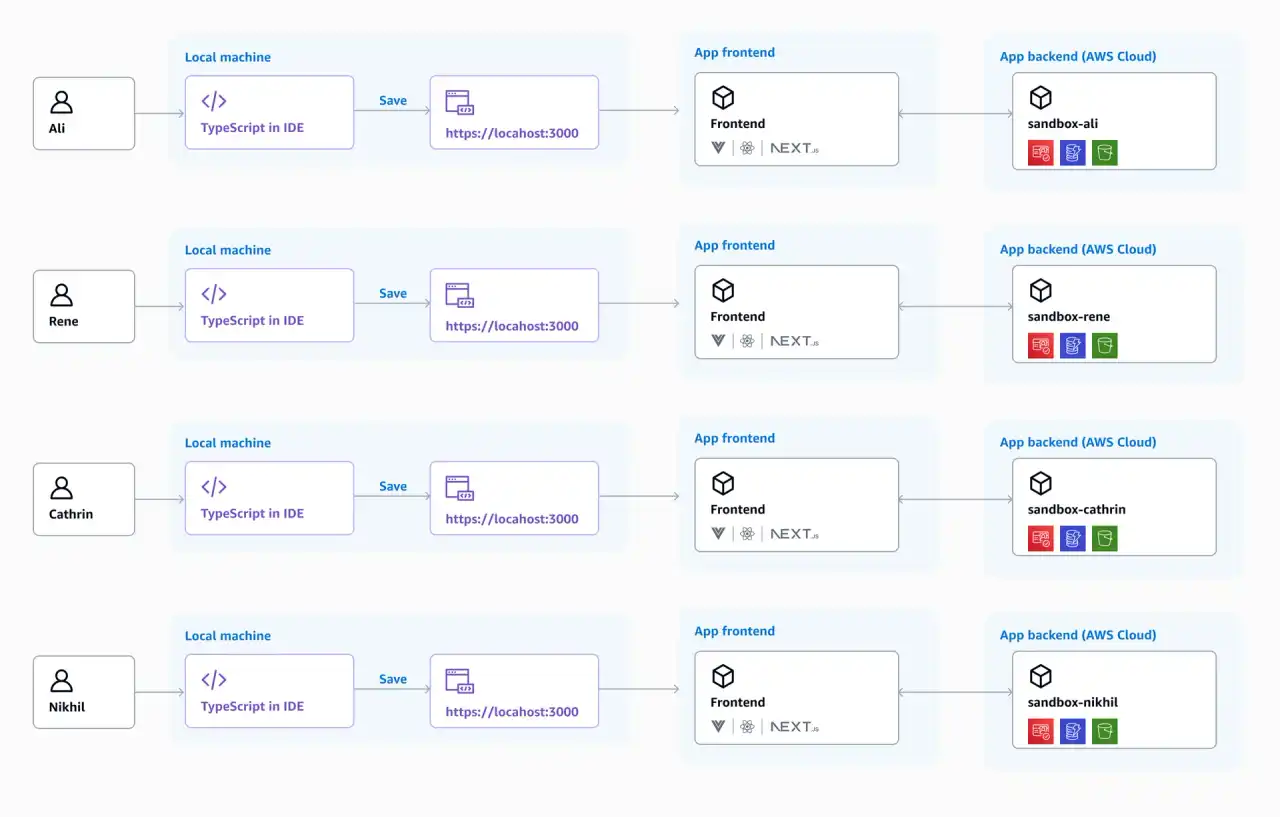 Local machine
App frontend
App backend (AWS Cloud)
Ali
TypeScript in IDE
Save
https://locahost:3000
Frontend
NEXT.JS
sandbox-ali
Local machine
App frontend
App backend (AWS Cloud)
Rene
TypeScript in IDE
Save
https://locahost:3000
Frontend
NEXT.JS
sandbox-rene
Local machine
App frontend
App backend (AWS Cloud)
Cathrin
TypeScript in IDE
Save
https://locahost:3000
Frontend
NEXT.JS
sandbox-cathrin
Local machine
App frontend
App backend (AWS Cloud)
Nikhil
TypeScript in IDE
Save
https://locahost:3000
Frontend
NEXT.JS
sandbox-nikhil